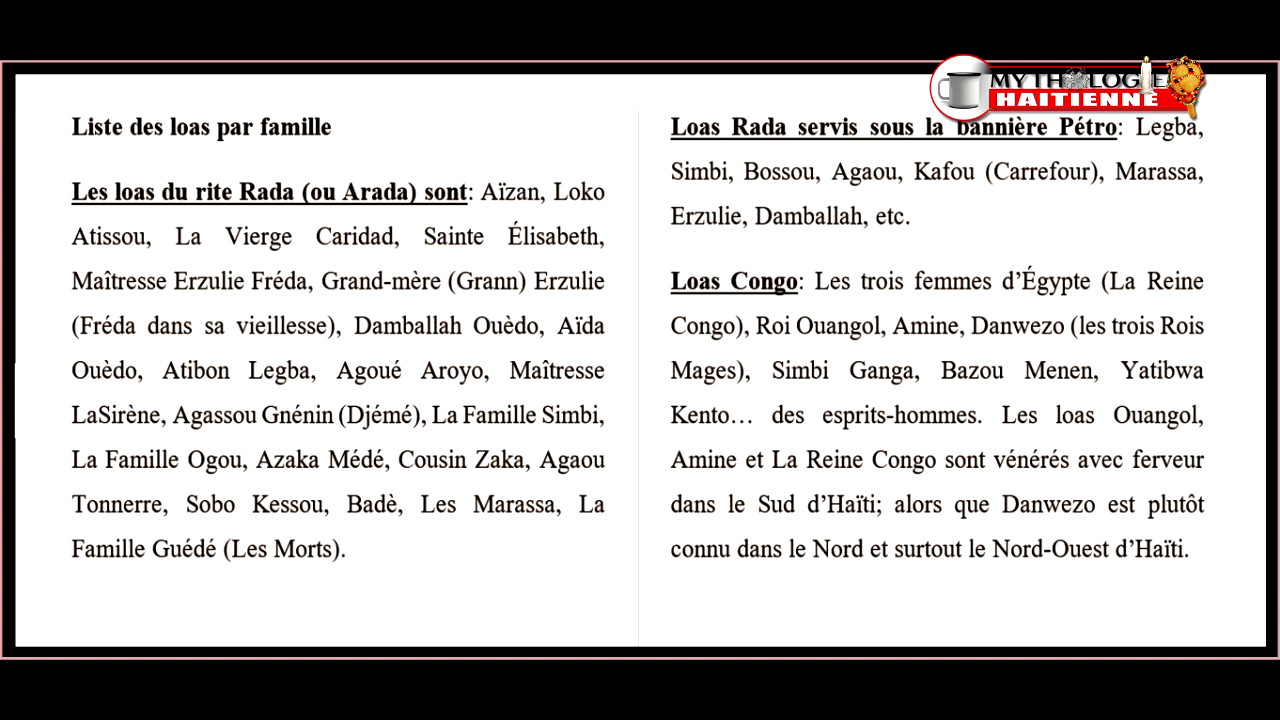 MYTHOLOGIE
HAITIENNE
Liste des loas par famille
Les loas du rite Rada (ou Arada) sont: Aïzan, Loko
Atissou, La Vierge Caridad, Sainte Élisabeth,
Maîtresse Erzulie Fréda, Grand-mère (Grann) Erzulie
(Fréda dans sa vieillesse), Damballah Ouèdo, Aïda
Ouèdo, Atibon Legba, Agoué Aroyo, Maîtresse
LaSirène, Agassou Gnénin (Djémé), La Famille Simbi,
La Famille Ogou, Azaka Médé, Cousin Zaka, Agaou
Tonnerre, Sobo Kessou, Badè, Les Marassa, La
Famille Guédé (Les Morts).
Loas Rada servis sous la bannière Pétro: Legba,
Simbi, Bossou, Agaou, Kafou (Carrefour), Marassa,
Erzulie, Damballah, etc.
Loas Congo: Les trois femmes d’Égypte (La Reine
Congo), Roi Ouangol, Amine, Danwezo (les trois Rois
Mages), Simbi Ganga, Bazou Menen, Yatibwa
Kento… des esprits-hommes. Les loas Ouangol,
Amine et La Reine Congo sont vénérés avec ferveur
dans le Sud d’Haïti; alors que Danwezo est plutôt
connu dans le Nord et surtout le Nord-Ouest d’Haïti.